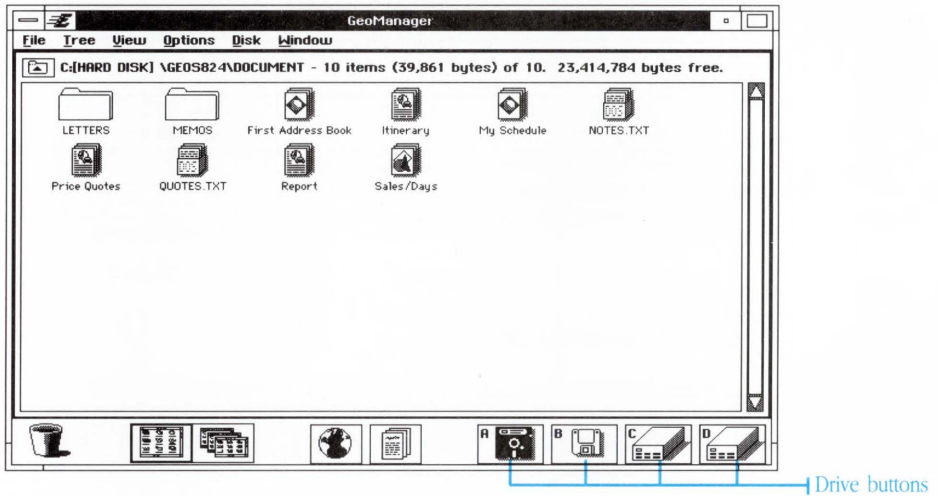 GeoManager
File Tree View Options Disk Window
C:[HARD DISK] \GEOS824\DOCUMENT - 10 items (39,861 bytes) of 10. 23,414,784 bytes free.
LETTERS MEMOS First Address Book Itinerary My Schedule NOTES.TXT
Price Quotes QUOTES.TXT Report Sales/Days
A B C D
Drive buttons